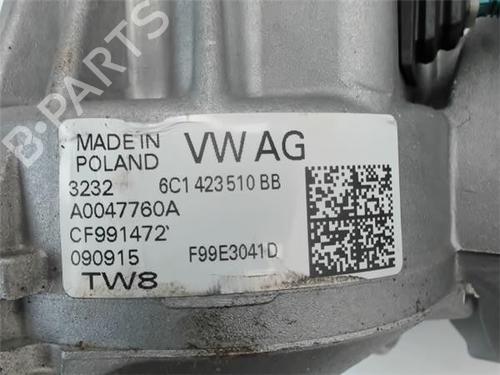 B-PARTS
MADE IN
POLAND
VW AG
3232 6C1 423 510 BB
A0047760A
CF991472
090915 F99E3041D
TW8